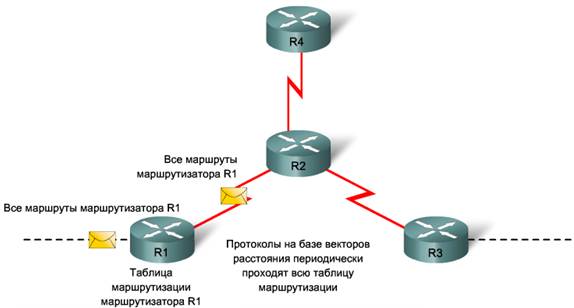 R4
Все маршруты
маршрутизатора R1
R2
Все маршруты маршрутизатора R1
R1
Протоколы на базе векторов
расстояния периодически
проходят всю таблицу
маршрутизации
R3
Таблица
маршрутизации
маршрутизатора R1